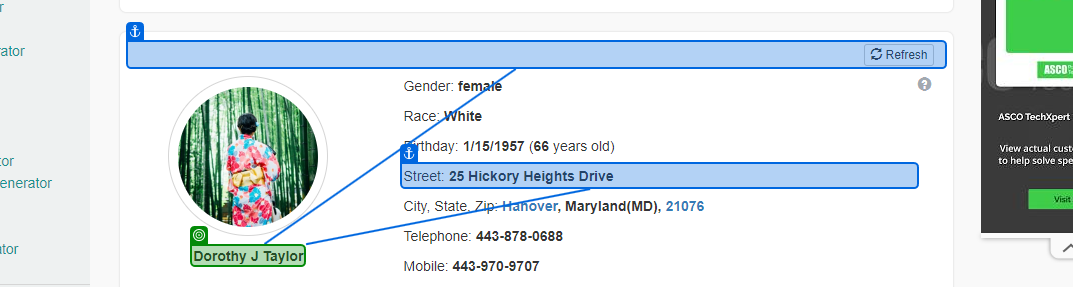 r
ator
Refresh
Gender: female
Race: White
Birthday: 1/15/1957 (66 years old)
Street: 25 Hickory Heights Drive
City, State, Zip: Hanover, Maryland(MD), 21076
Telephone: 443-878-0688
Mobile: 443-970-9707
Dorothy J Taylor
tor
enerator
tor
ASCO
ASCO TechXpert
View actual custo
to help solve spe
Visit